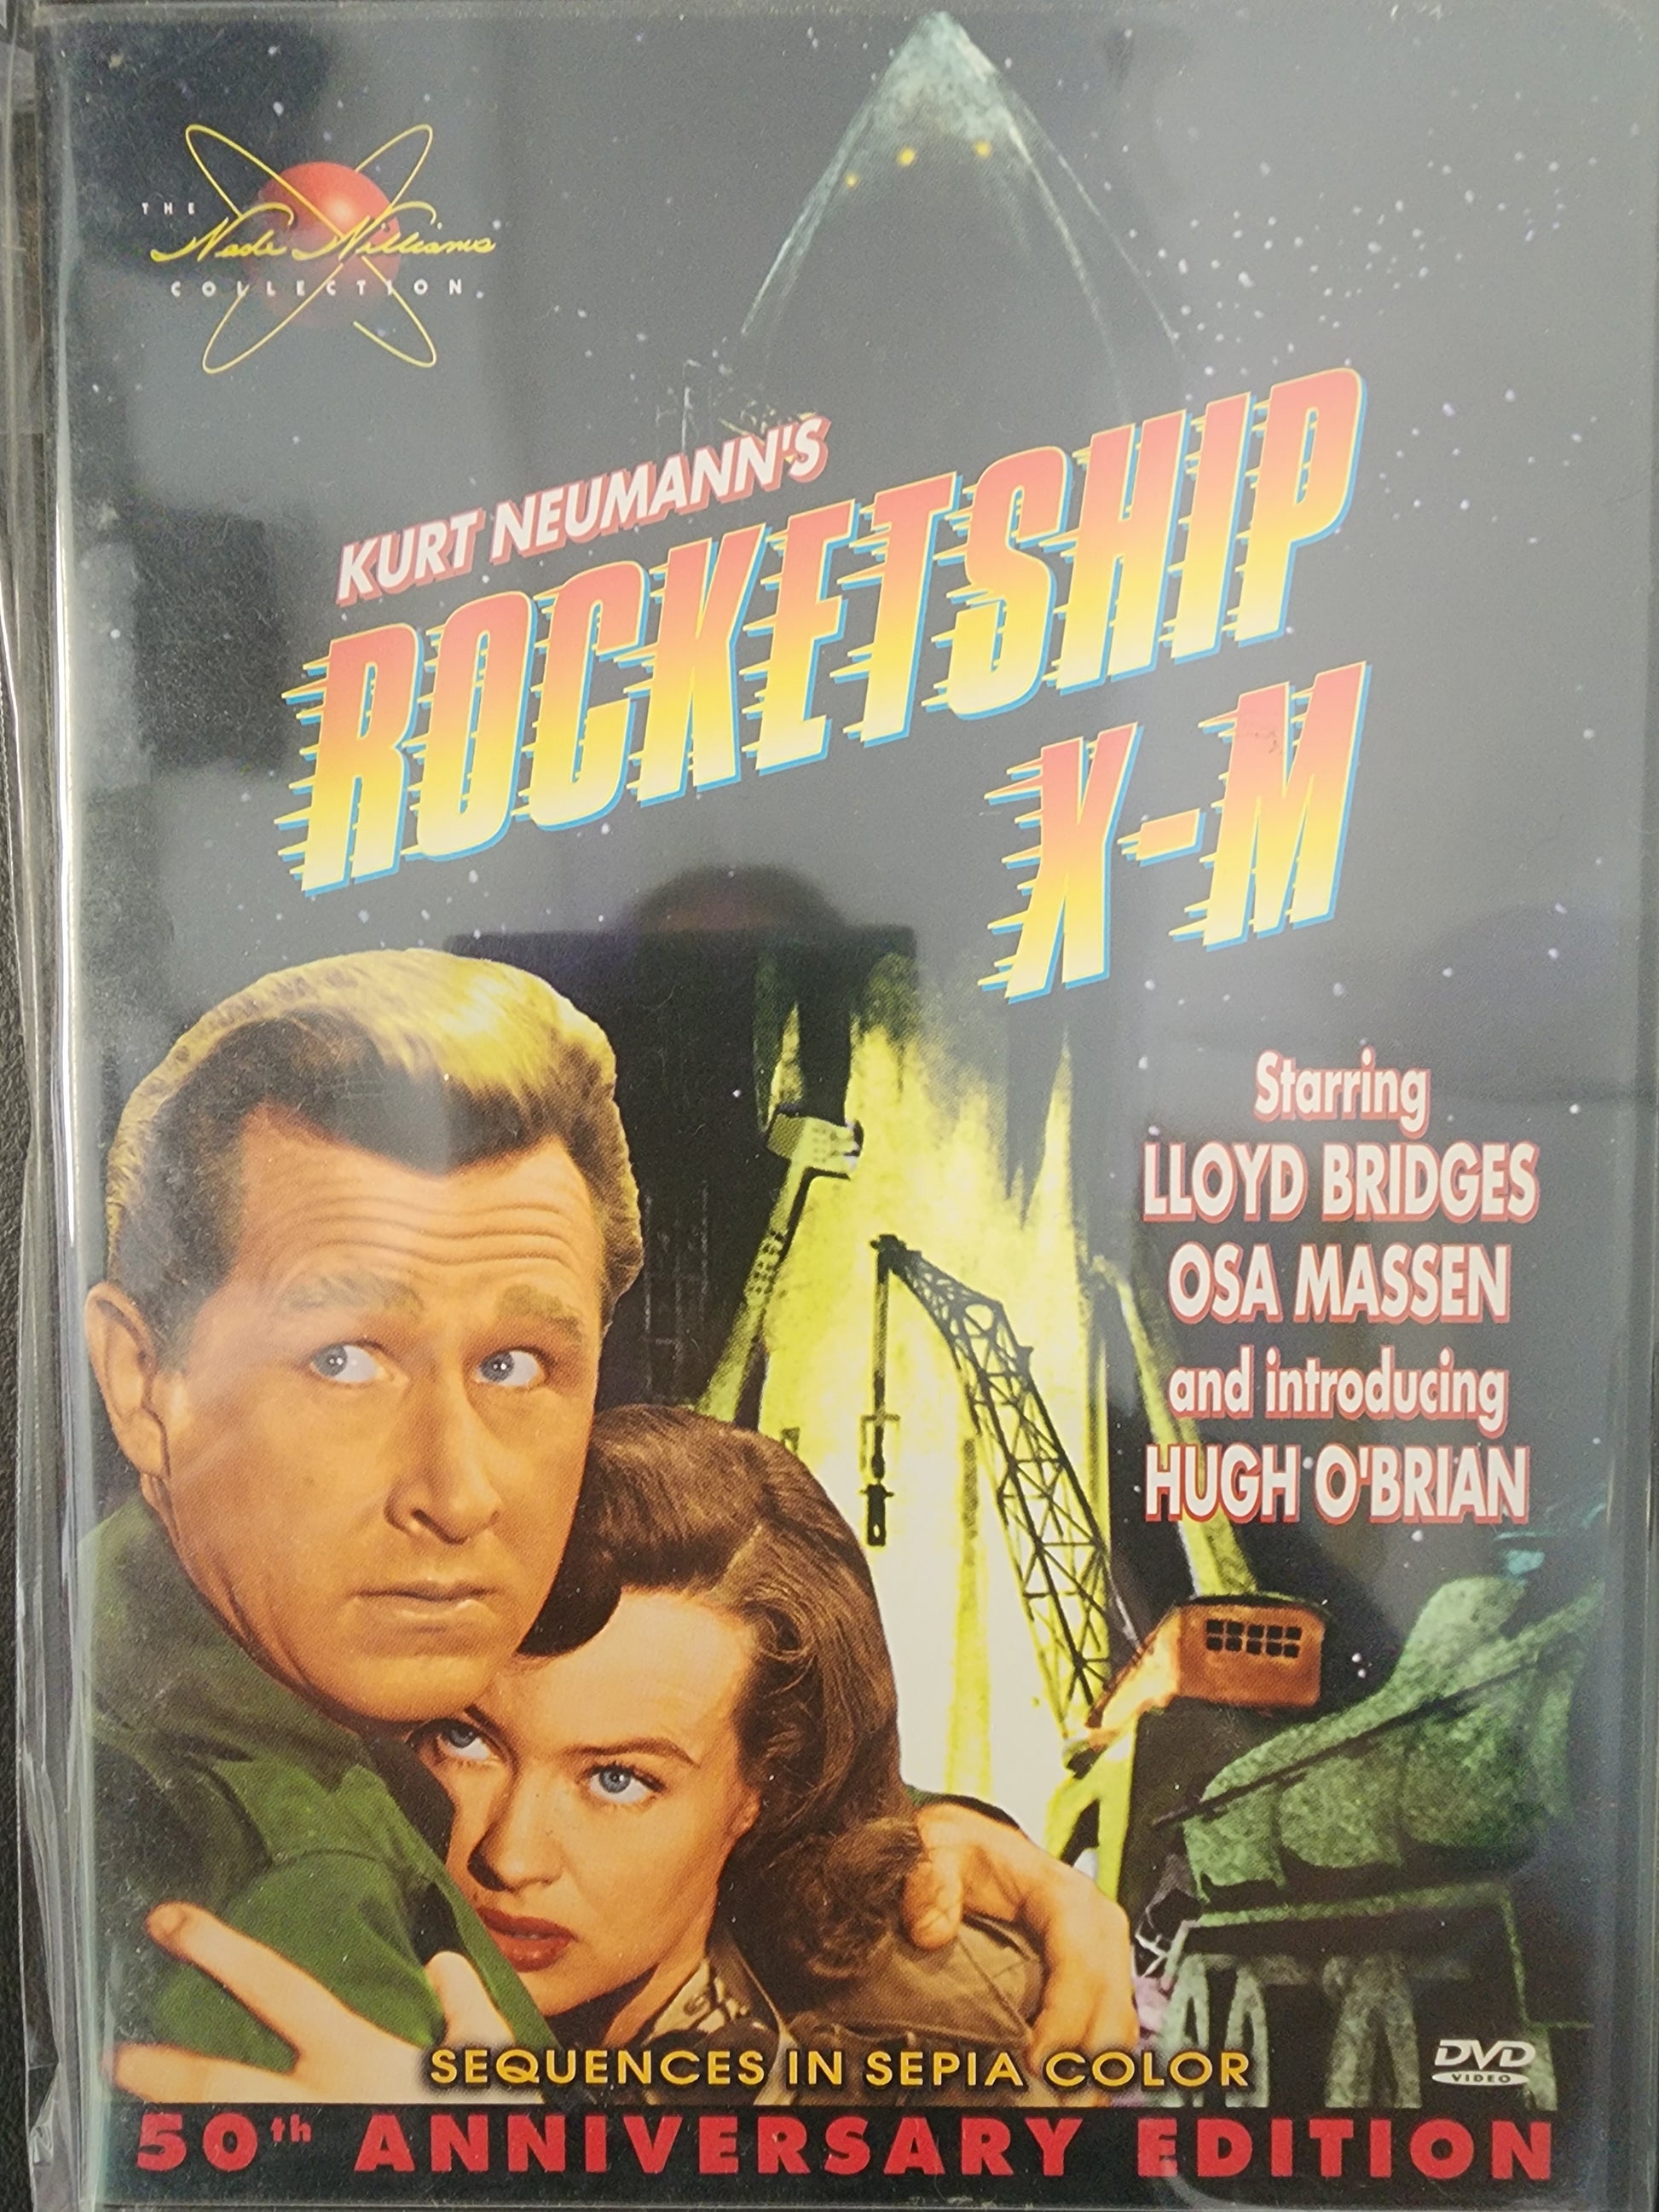 THE
Wade Williams
COLLECTION
KURT NEUMANN'S
ROCKETSHIP
X-M
Starring
LLOYD BRIDGES
OSA MASSEN
and introducing
HUGH O'BRIAN
SEQUENCES IN SEPIA COLOR
DVD
VIDEO
50th ANNIVERSARY EDITION